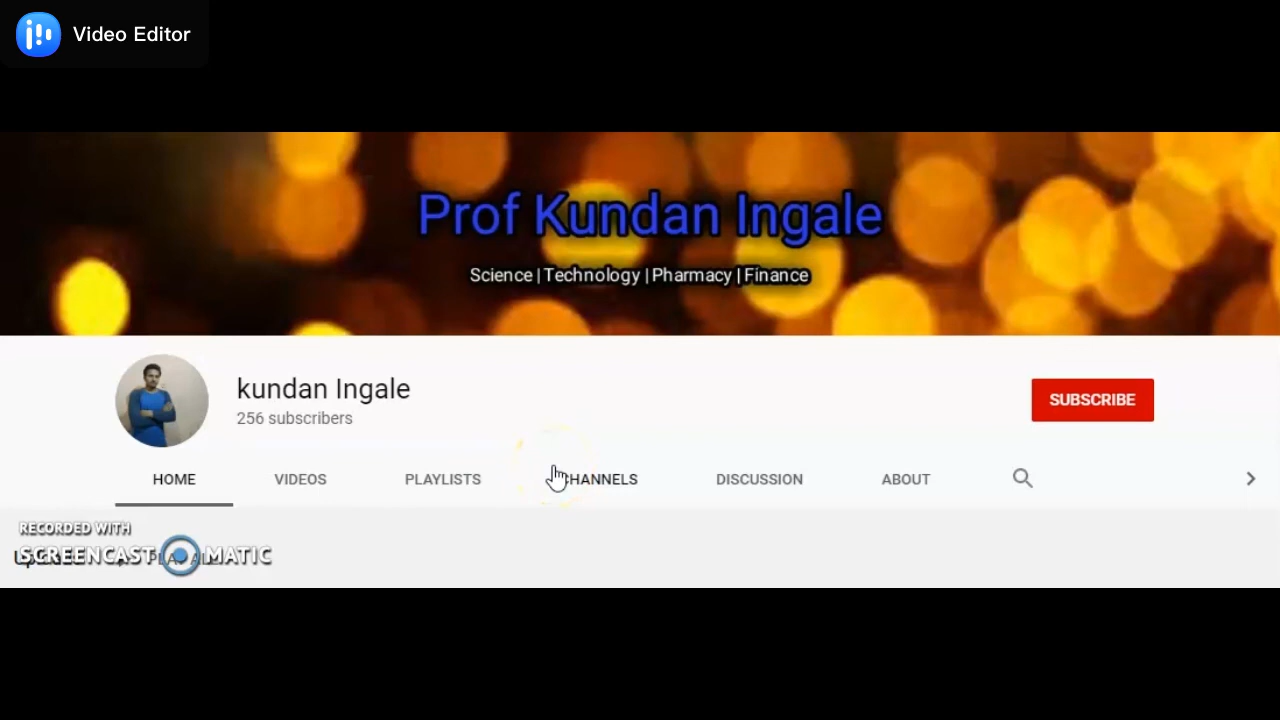 Video Editor
Prof Kundan Ingale
Science | Technology | Pharmacy | Finance
kundan Ingale
256 subscribers
SUBSCRIBE
HOME VIDEOS PLAYLISTS CHANNELS DISCUSSION ABOUT
RECORDED WITH
SCREENCAST MATIC